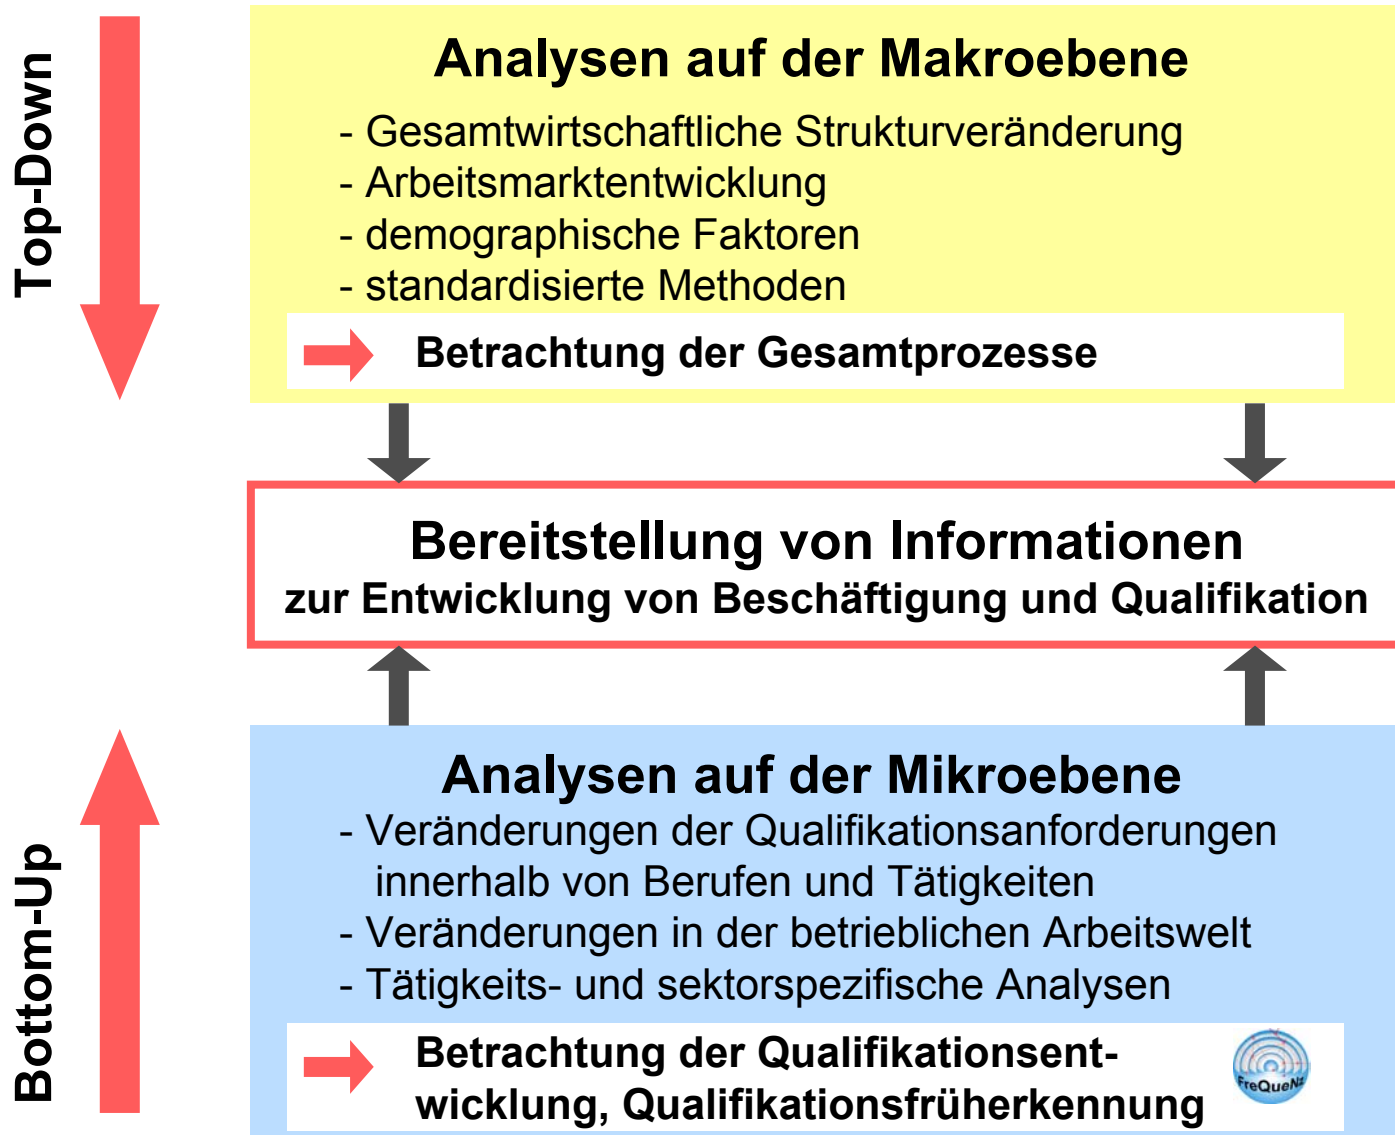 Top-Down
Analysen auf der Makroebene
- Gesamtwirtschaftliche Strukturveränderung
- Arbeitsmarktentwicklung
- demographische Faktoren
- standardisierte Methoden
Betrachtung der Gesamtprozesse
Bereitstellung von Informationen
zur Entwicklung von Beschäftigung und Qualifikation
Bottom-Up
Analysen auf der Mikroebene
- Veränderungen der Qualifikationsanforderungen
innerhalb von Berufen und Tätigkeiten
- Veränderungen in der betrieblichen Arbeitswelt
- Tätigkeits- und sektorspezifische Analysen
Betrachtung der Qualifikationsent-
wicklung, Qualifikationsfrüherkennung
FreQueNz